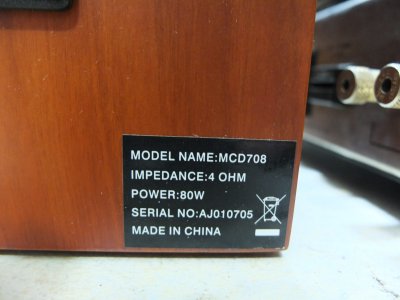 MODEL NAME:MCD708
IMPEDANCE:4 OHM
POWER:80W
SERIAL NO:AJ010705
MADE IN CHINA